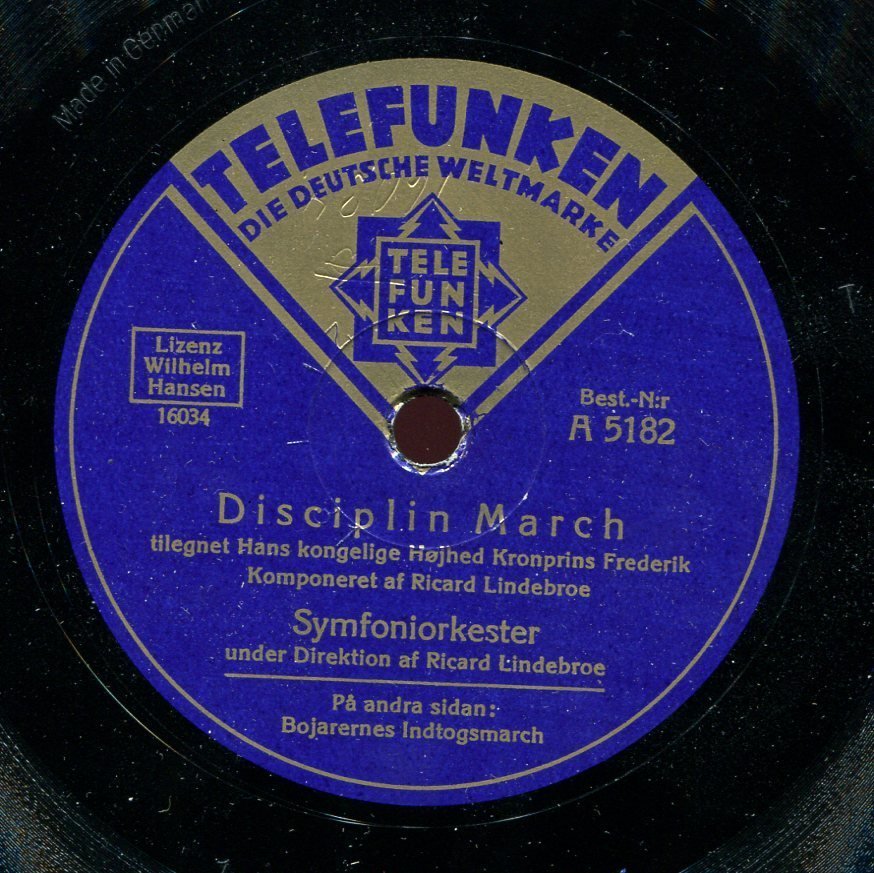 Made in German
TELEFUNKEN
DIE DEUTSCHE WELTMARKE
TELE
FUN
KEN
Lizenz
Wilhelm
Hansen
16034
Best.-N:r
A 5182
Disciplin March
tilegnet Hans kongelige Højhed Kronprins Frederik
Komponeret af Ricard Lindebroe
Symfoniorkester
under Direktion af Ricard Lindebroe
På andra sidan:
Bojarernes Indtogsmarch